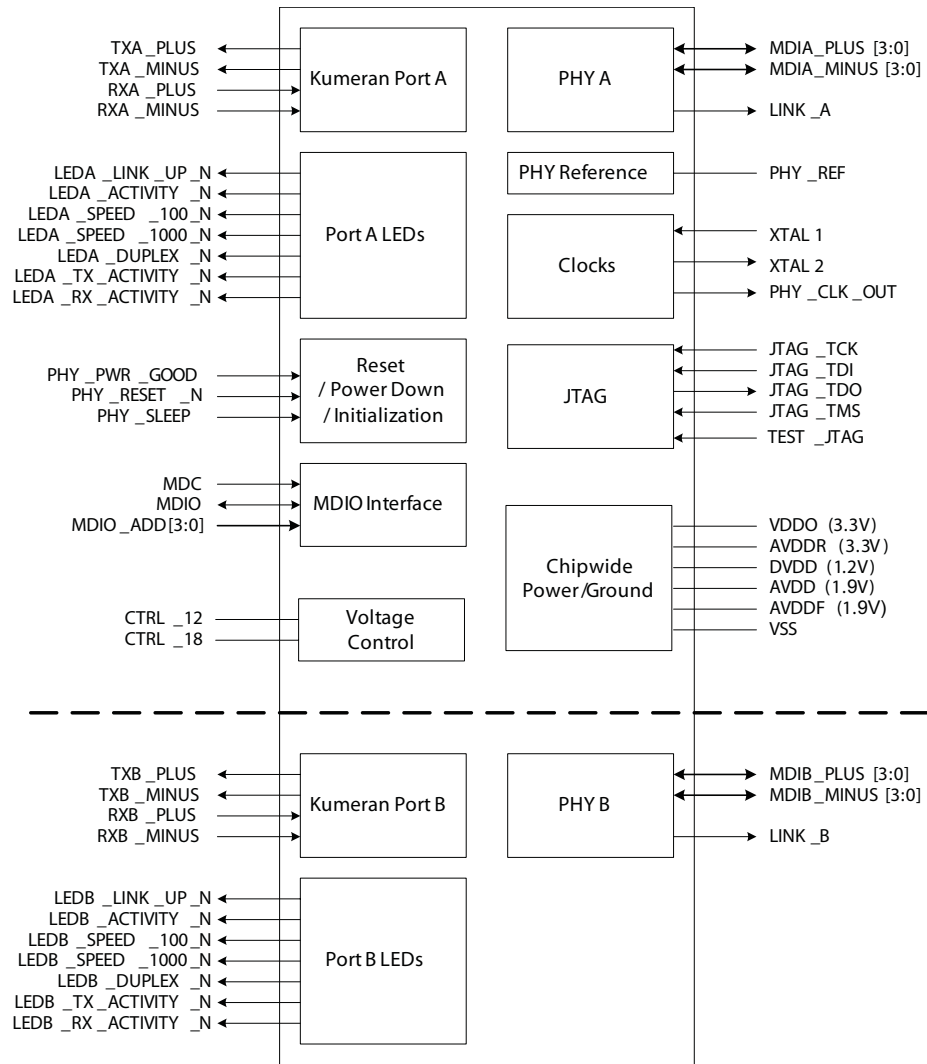 TXA _PLUS
TXA _MINUS
RXA _PLUS
RXA _MINUS
Kumeran Port A
PHY A
MDIA_PLUS [3:0]
MDIA_MINUS [3:0]
LINK _A
LEDA _LINK _UP _N
LEDA _ACTIVITY _N
LEDA _SPEED _100_N
LEDA _SPEED _1000_N
LEDA _DUPLEX _N
LEDA _TX _ACTIVITY _N
LEDA _RX _ACTIVITY _N
Port A LEDs
PHY Reference
PHY _REF
Clocks
XTAL 1
XTAL 2
PHY _CLK _OUT
PHY _PWR _GOOD
PHY _RESET _N
PHY _SLEEP
Reset
/ Power Down
/ Initialization
JTAG
JTAG _TCK
JTAG _TDI
JTAG _TDO
JTAG _TMS
TEST _JTAG
MDC
MDIO
MDIO _ADD[3:0]
MDIO Interface
Chipwide
Power/Ground
VDDO (3.3V)
AVDDR (3.3V)
DVDD (1.2V)
AVDD (1.9V)
AVDDF (1.9V)
VSS
CTRL _12
CTRL _18
Voltage
Control
TXB _PLUS
TXB _MINUS
RXB _PLUS
RXB _MINUS
Kumeran Port B
PHY B
MDIB_PLUS [3:0]
MDIB_MINUS [3:0]
LINK _B
LEDB _LINK _UP _N
LEDB _ACTIVITY _N
LEDB _SPEED _100_N
LEDB _SPEED _1000_N
LEDB _DUPLEX _N
LEDB _TX _ACTIVITY _N
LEDB _RX _ACTIVITY _N
Port B LEDs